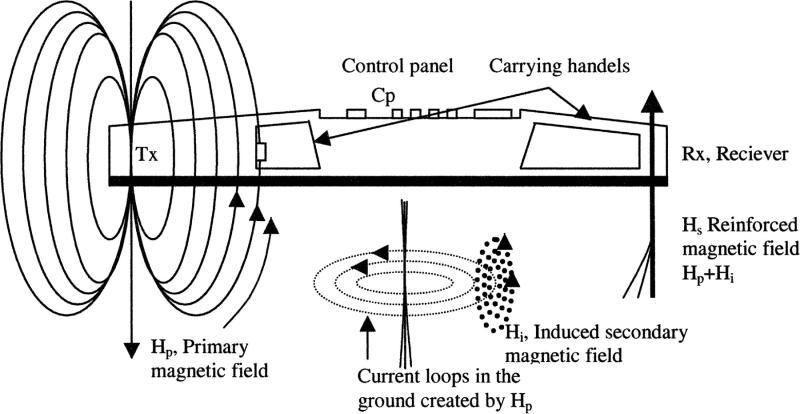 Control panel
Cp
Carrying handels
Tx
Rx, Reciever
Hs Reinforced
magnetic field
Hp+Hi
Hp, Primary
magnetic field
Hi, Induced secondary
magnetic field
Current loops in the
ground created by Hp